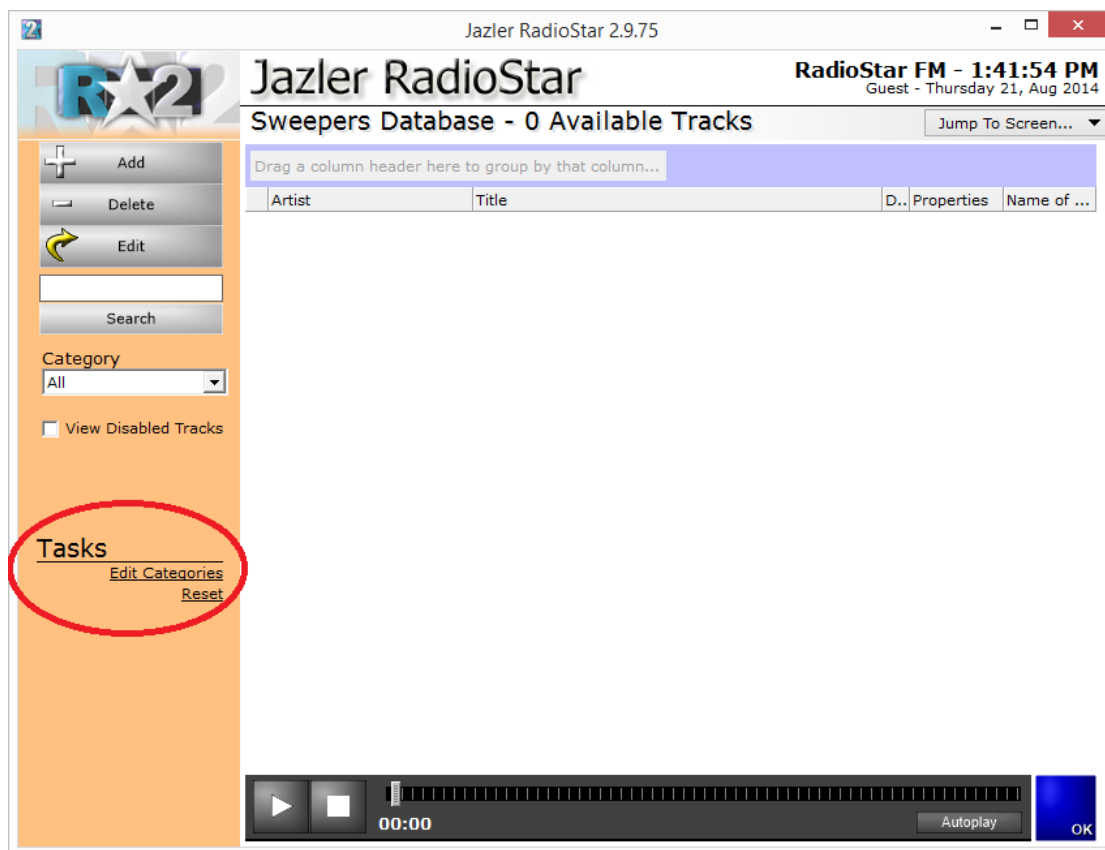 Jazler RadioStar 2.9.75
R 2
Jazler RadioStar
RadioStar FM - 1:41:54 PM
Guest - Thursday 21, Aug 2014
Sweepers Database - 0 Available Tracks
Jump To Screen...
Add
Delete
Edit
Search
Category
All
View Disabled Tracks
Tasks
Edit Categories
Reset
Drag a column header here to group by that column...
Artist Title D.. Properties Name of ...
00:00
Autoplay
OK